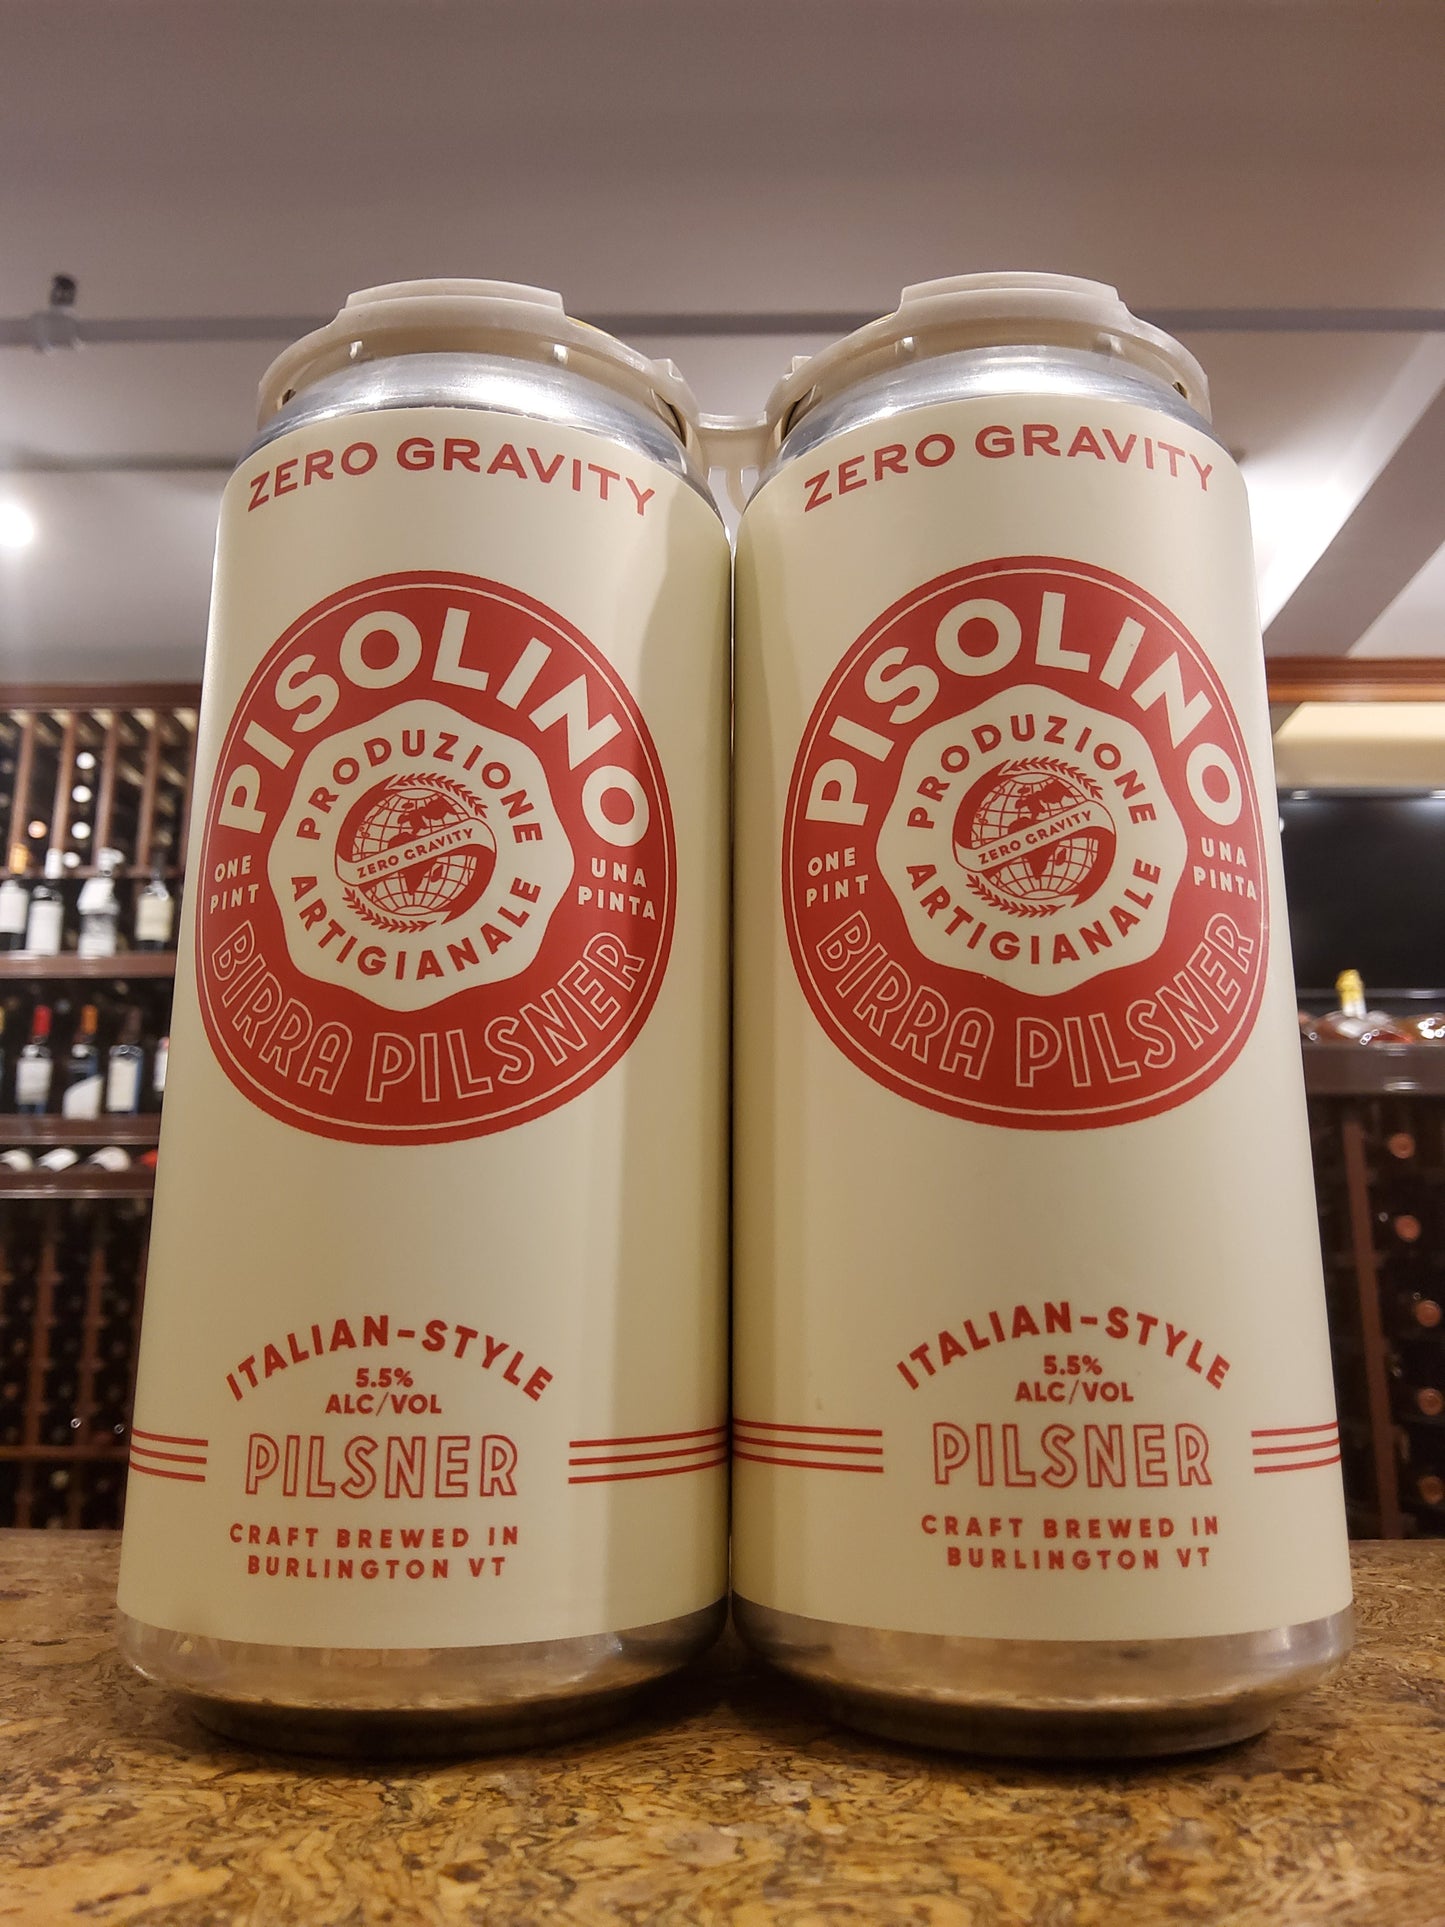 ZERO GRAVITY
PISOLINO
PRODUZIONE
ZERO GRAVITY
ARTIGIANALE
ONE
PINT
UNA
PINTA
BIRRA PILSNER
ITALIAN-STYLE
5.5%
ALC/VOL
PILSNER
CRAFT BREWED IN
BURLINGTON VT
ZERO GRAVITY
PISOLINO
PRODUZIONE
ZERO GRAVITY
ARTIGIANALE
ONE
PINT
UNA
PINTA
BIRRA PILSNER
ITALIAN-STYLE
5.5%
ALC/VOL
PILSNER
CRAFT BREWED IN
BURLINGTON VT